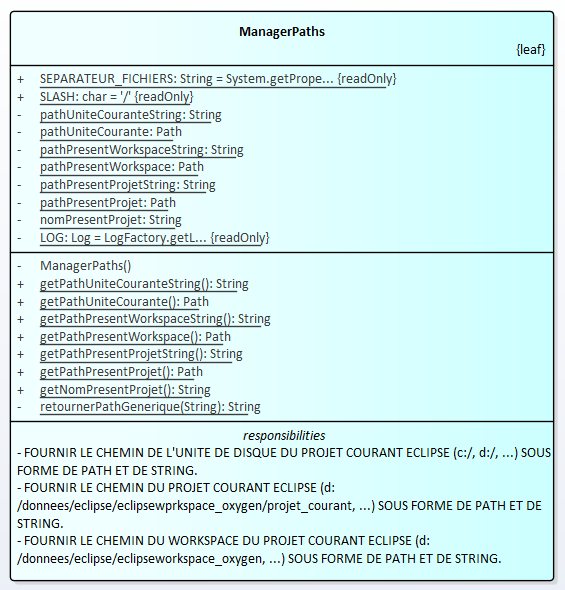 ManagerPaths
{leaf}
+ SEPARATEUR_FICHIERS: String = System.getPrope... {readOnly}
+ SLASH: char = '/' {readOnly}
- pathUniteCouranteString: String
- pathUniteCourante: Path
- pathPresentWorkspaceString: String
- pathPresentWorkspace: Path
- pathPresentProjetString: String
- pathPresentProjet: Path
- nomPresentProjet: String
- LOG: Log = LogFactory.getL... {readOnly}
- ManagerPaths()
+ getPathUniteCouranteString(): String
+ getPathUniteCourante(): Path
+ getPathPresentWorkspaceString(): String
+ getPathPresentWorkspace(): Path
+ getPathPresentProjetString(): String
+ getPathPresentProjet(): Path
+ getNomPresentProjet(): String
- retournerPathGenerique(String): String
responsibilities
- FOURNIR LE CHEMIN DE L'UNITE DE DISQUE DU PROJET COURANT ECLIPSE (c:/, d:/, ...) SOUS
FORME DE PATH ET DE STRING.
- FOURNIR LE CHEMIN DU PROJET COURANT ECLIPSE (d:
/donnees/eclipse/eclipsewprkspace_oxygen/projet_courant, ...) SOUS FORME DE PATH ET DE
STRING.
- FOURNIR LE CHEMIN DU WORKSPACE DU PROJET COURANT ECLIPSE (d:
/donnees/eclipse/eclipseworkspace_oxygen, ...) SOUS FORME DE PATH ET DE STRING.